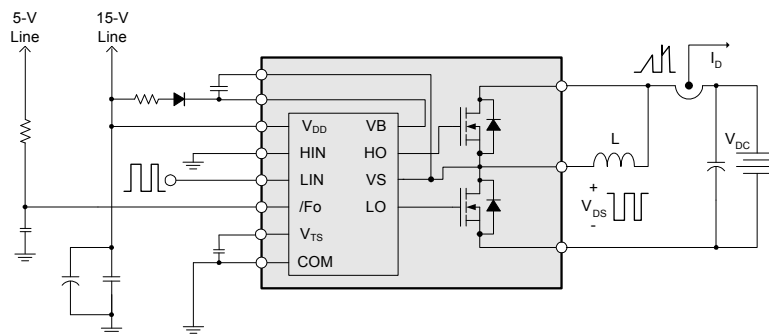 5-V
Line
15-V
Line
I_D
V_DD
VB
HIN
HO
LIN
VS
/Fo
LO
V_TS
COM
L
V_DC
+
V_DS
-